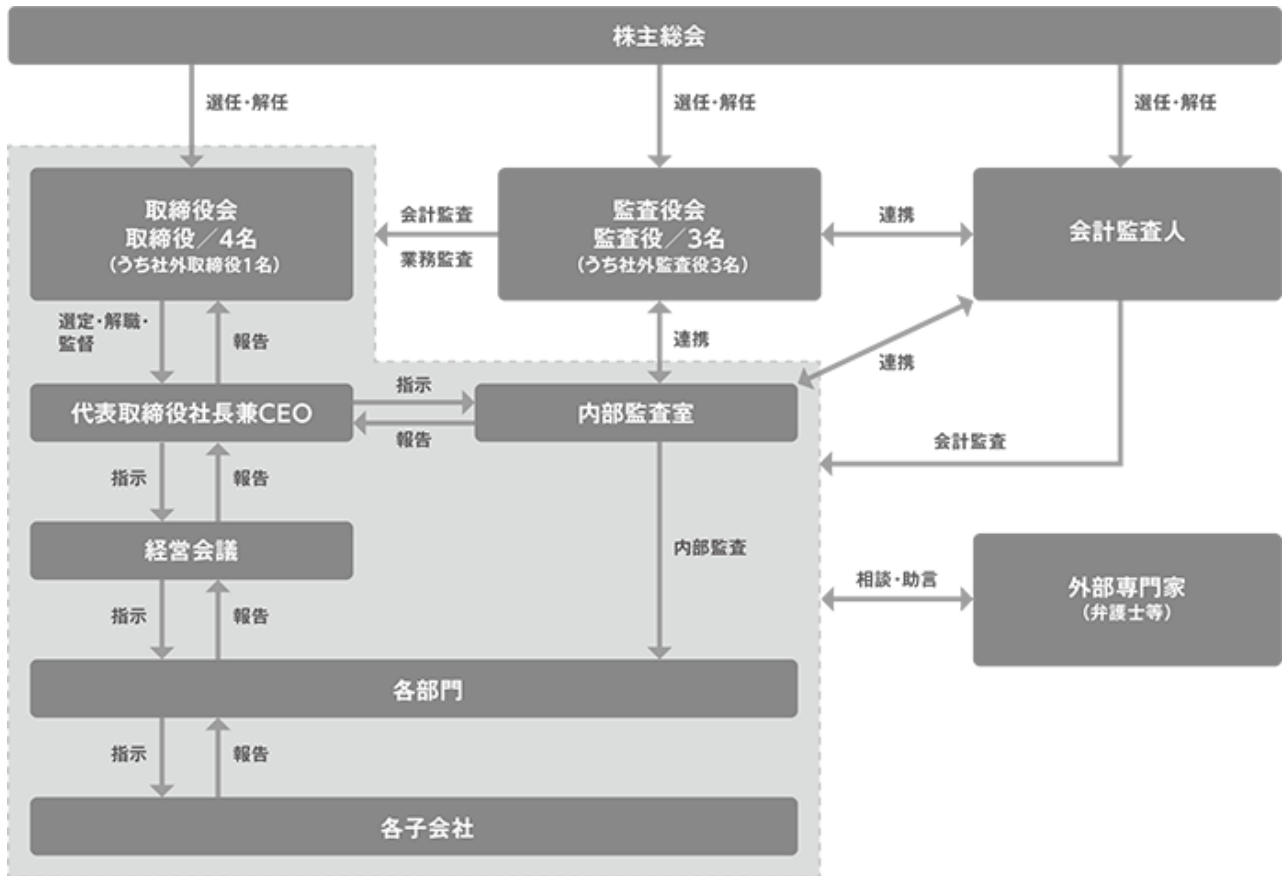 株主総会
選任・解任
選任・解任
選任・解任
取締役会
取締役／4名
（うち社外取締役1名）
会計監査
業務監査
監査役会
監査役／3名
（うち社外監査役3名）
連携
会計監査人
選定・解職・
監督
報告
連携
連携
代表取締役社長兼CEO
指示
報告
内部監査室
会計監査
指示
報告
経営会議
内部監査
相談・助言
外部専門家
（弁護士等）
指示
報告
各部門
指示
報告
各子会社